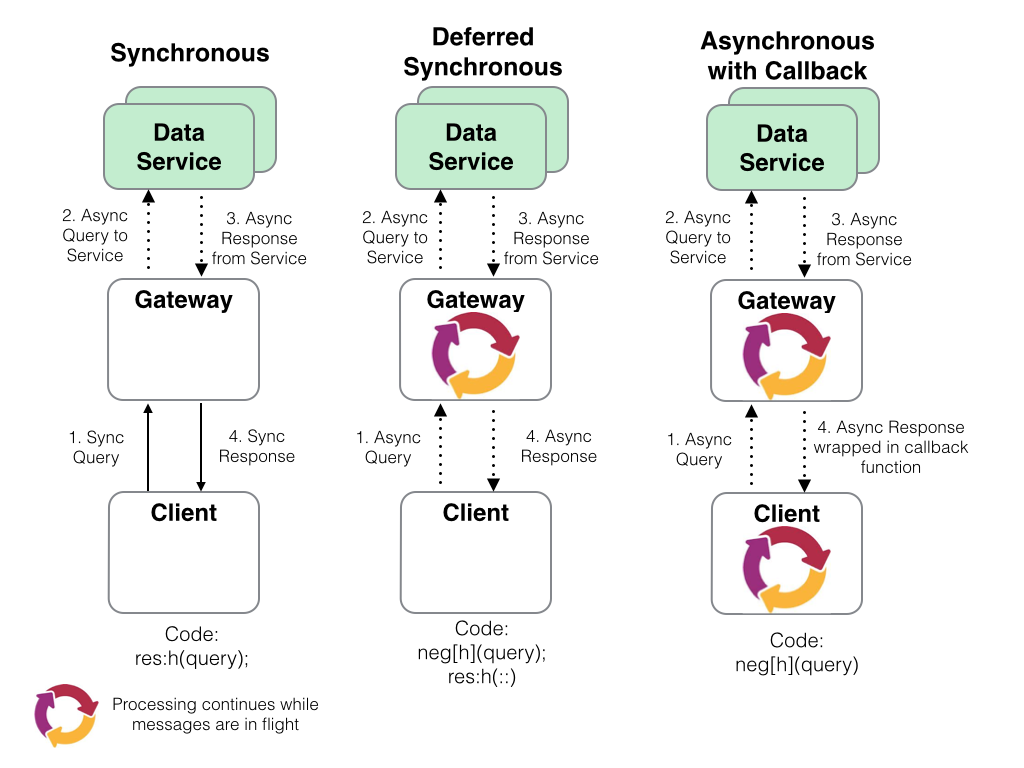 Synchronous
Data
Service
2. Async
Query to
Service
3. Async
Response
from Service
Gateway
1. Sync
Query
4. Sync
Response
Client
Code:
res:h(query);
Deferred
Synchronous
Data
Service
2. Async
Query to
Service
3. Async
Response
from Service
Gateway
1. Async
Query
4. Async
Response
Client
Code:
neg[h](query);
res:h(::)
Asynchronous
with Callback
Data
Service
2. Async
Query to
Service
3. Async
Response
from Service
Gateway
1. Async
Query
4. Async Response
wrapped in callback
function
Client
Code:
neg[h](query)
Processing continues while
messages are in flight